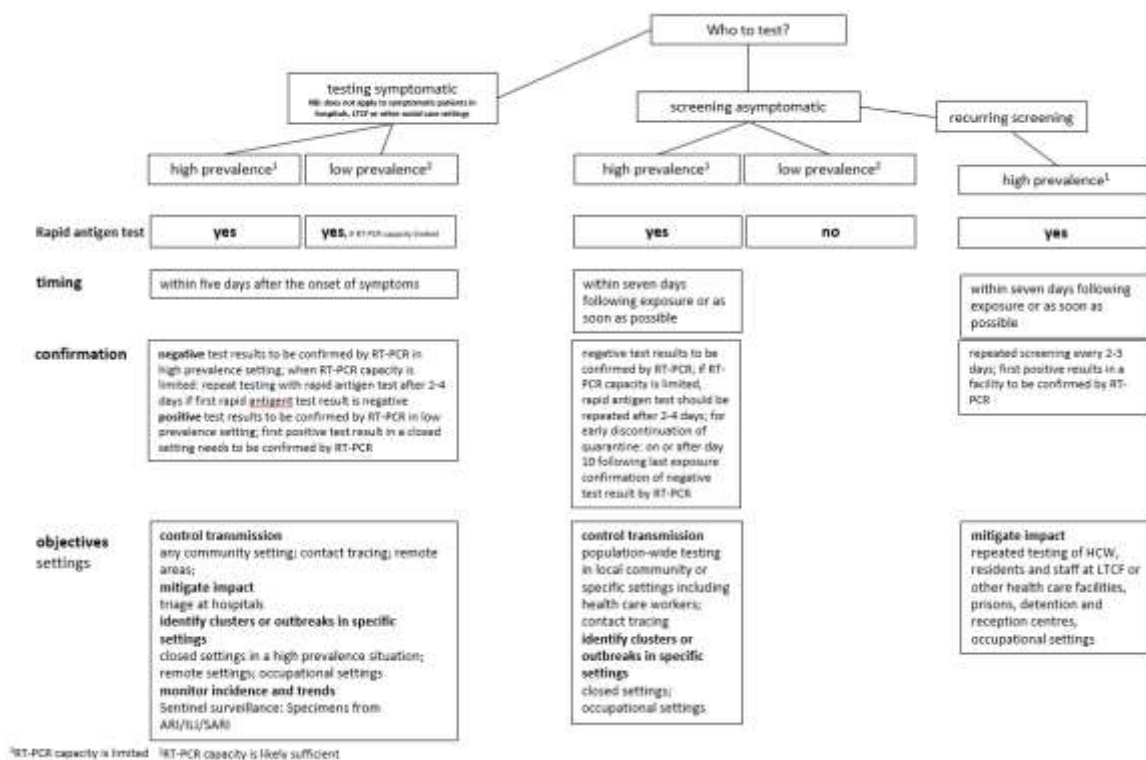 Who to test?
testing symptomatic
NB: does not apply to symptomatic patients in
hospitals, LTCF or other social care settings
screening asymptomatic
recurring screening
high prevalence¹
low prevalence²
high prevalence¹
low prevalence²
high prevalence¹
Rapid antigen test
yes
yes, if RT-PCR capacity limited
yes
no
yes
timing
within five days after the onset of symptoms
within seven days
following exposure or as
soon as possible
within seven days following
exposure or as soon as
possible
confirmation
negative test results to be confirmed by RT-PCR in
high prevalence setting; when RT-PCR capacity is
limited: repeat testing with rapid antigen test after 2-4
days if first rapid antigent test result is negative
positive test results to be confirmed by RT-PCR in low
prevalence setting; first positive test result in a closed
setting needs to be confirmed by RT-PCR
negative test results to be
confirmed by RT-PCR; if RT-
PCR capacity is limited,
rapid antigen test should be
repeated after 2-4 days; for
early discontinuation of
quarantine: on or after day
10 following last exposure
confirmation of negative
test result by RT-PCR
repeated screening every 2-3
days; first positive results in a
facility to be confirmed by RT-
PCR
objectives
settings
control transmission
any community setting; contact tracing; remote
areas;
mitigate impact
triage at hospitals
identify clusters or outbreaks in specific
settings
closed settings in a high prevalence situation;
remote settings; occupational settings
monitor incidence and trends
Sentinel surveillance: Specimens from
ARI/ILI/SARI
control transmission
population-wide testing
in local community or
specific settings including
health care workers;
contact tracing
identify clusters or
outbreaks in specific
settings
closed settings;
occupational settings
mitigate impact
repeated testing of HCW,
residents and staff at LTCF or
other health care facilities,
prisons, detention and
reception centres,
occupational settings
¹RT-PCR capacity is limited ²RT-PCR capacity is likely sufficient